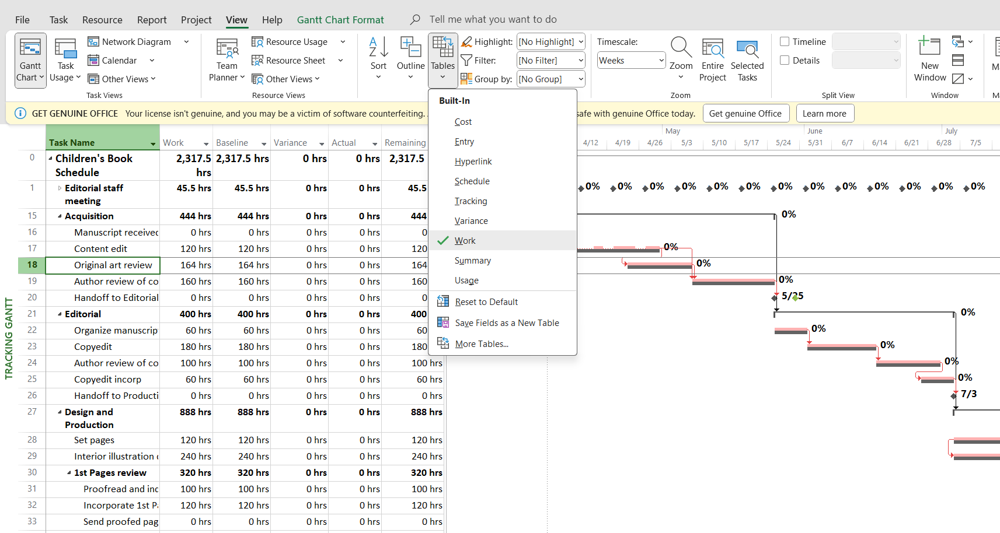 File Task Resource Report Project View Help Gantt Chart Format Tell me what you want to do
Gantt Chart
Task Usage
Network Diagram
Calendar
Other Views
Task Views
Team Planner
Resource Usage
Resource Sheet
Other Views
Resource Views
Sort
Outline
Tables
Highlight: [No Highlight]
Filter: [No Filter]
Group by: [No Group]
Timescale:
Weeks
Zoom
Entire Project
Selected Tasks
Zoom
Timeline
Details
Split View
New Window
Window
GET GENUINE OFFICE Your license isn't genuine, and you may be a victim of software counterfeiting. safe with genuine Office today. Get genuine Office Learn more
Built-In
Cost
Entry
Hyperlink
Schedule
Tracking
Variance
Work
Summary
Usage
Reset to Default
Save Fields as a New Table
More Tables...
TRACKING GANTT
Task Name Work Baseline Variance Actual Remaining
0 Children's Book Schedule 2,317.5 hrs 2,317.5 hrs 0 hrs 0 hrs 2,317.5
1 Editorial staff meeting 45.5 hrs 45.5 hrs 0 hrs 0 hrs 45.5
15 Acquisition 444 hrs 444 hrs 0 hrs 0 hrs 444
16 Manuscript received 0 hrs 0 hrs 0 hrs 0 hrs 0
17 Content edit 120 hrs 120 hrs 0 hrs 0 hrs 120
18 Original art review 164 hrs 164 hrs 0 hrs 0 hrs 164
19 Author review of co 160 hrs 160 hrs 0 hrs 0 hrs 160
20 Handoff to Editorial 0 hrs 0 hrs 0 hrs 0 hrs 0
21 Editorial 400 hrs 400 hrs 0 hrs 0 hrs 400
22 Organize manuscrip 60 hrs 60 hrs 0 hrs 0 hrs 60
23 Copyedit 180 hrs 180 hrs 0 hrs 0 hrs 180
24 Author review of co 100 hrs 100 hrs 0 hrs 0 hrs 100 hrs
25 Copyedit incorp 60 hrs 60 hrs 0 hrs 0 hrs 60 hrs
26 Handoff to Producti 0 hrs 0 hrs 0 hrs 0 hrs 0 hrs
27 Design and Production 888 hrs 888 hrs 0 hrs 0 hrs 888 hrs
28 Set pages 120 hrs 120 hrs 0 hrs 0 hrs 120 hrs
29 Interior illustration 240 hrs 240 hrs 0 hrs 0 hrs 240 hrs
30 1st Pages review 320 hrs 320 hrs 0 hrs 0 hrs 320 hrs
31 Proofread and inc 100 hrs 100 hrs 0 hrs 0 hrs 100 hrs
32 Incorporate 1st P 120 hrs 120 hrs 0 hrs 0 hrs 120 hrs
33 Send proofed pag 0 hrs 0 hrs 0 hrs 0 hrs 0 hrs
May June July
4/12 4/19 4/26 5/3 5/10 5/17 5/24 5/31 6/7 6/14 6/21 6/28 7/5
0% 0% 0% 0% 0% 0% 0% 0% 0% 0% 0% 0% 0%
0%
0%
0%
0%
5/25
0%
0%
0%
0%
0%
7/3